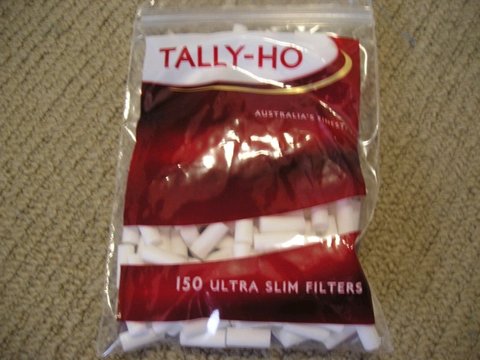 TALLY-HO
AUSTRALIA'S FINEST
150 ULTRA SLIM FILTERS